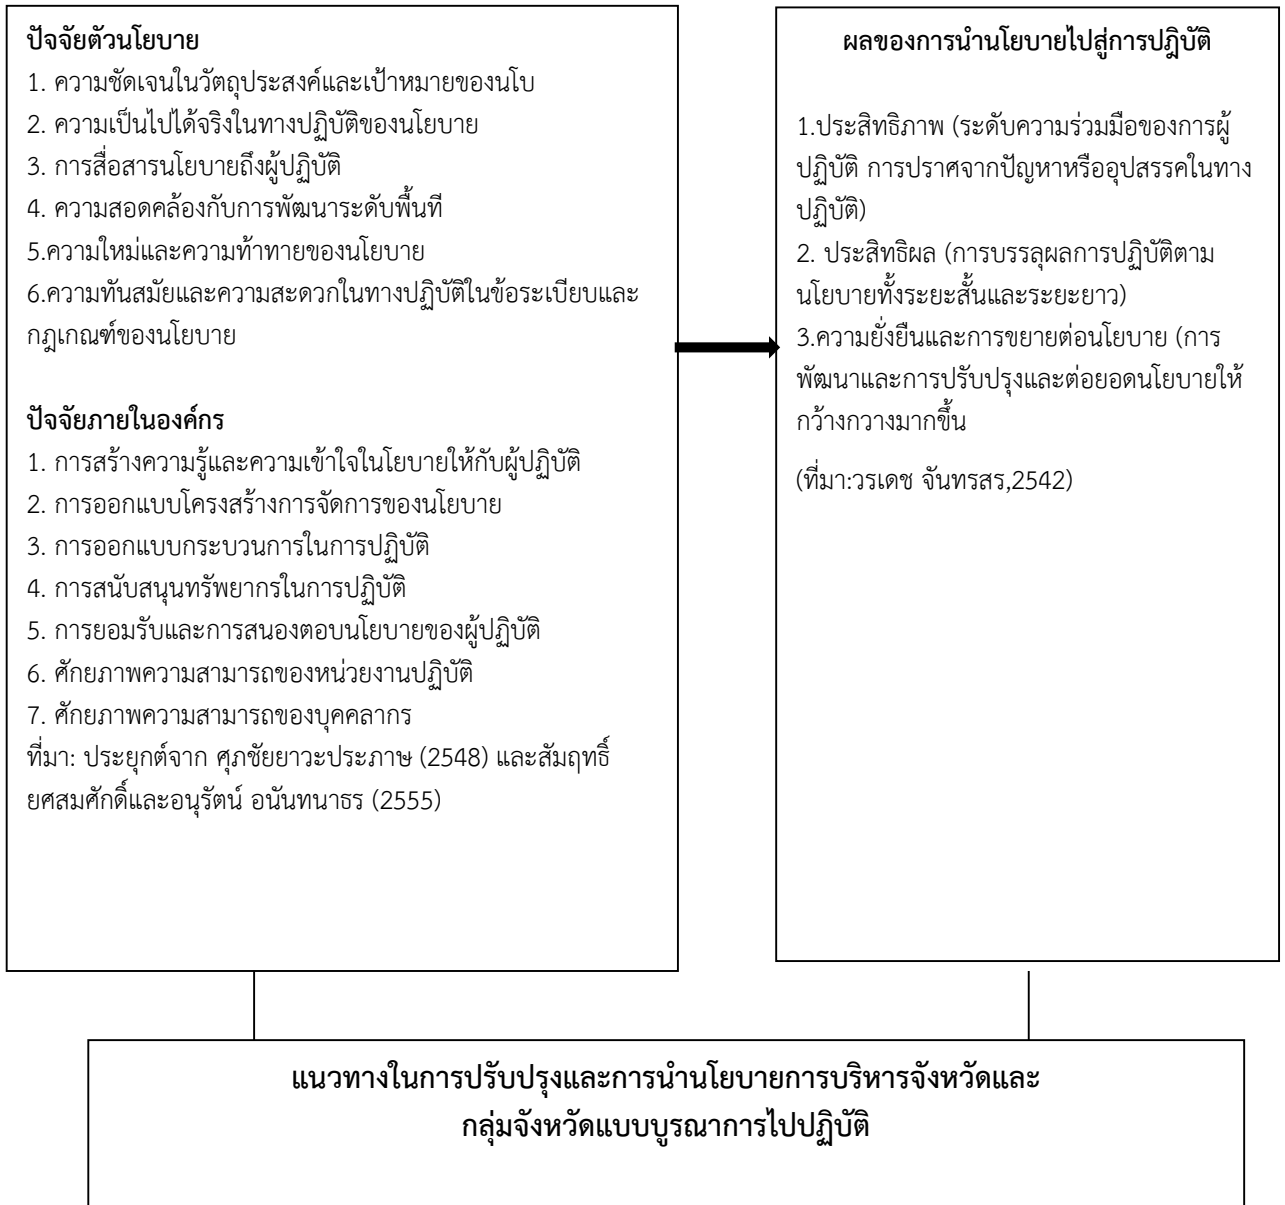 ปัจจัยตัวนโยบาย
1. ความชัดเจนในวัตถุประสงค์และเป้าหมายของนโบ
2. ความเป็นไปได้จริงในทางปฏิบัติของนโยบาย
3. การสื่อสารนโยบายถึงผู้ปฏิบัติ
4. ความสอดคล้องกับการพัฒนาระดับพื้นที
5.ความใหม่และความท้าทายของนโยบาย
6.ความทันสมัยและความสะดวกในทางปฏิบัติในข้อระเบียบและ
กฎเกณฑ์ของนโยบาย
ปัจจัยภายในองค์กร
1. การสร้างความรู้และความเข้าใจในโยบายให้กับผู้ปฏิบัติ
2. การออกแบบโครงสร้างการจัดการของนโยบาย
3. การออกแบบกระบวนการในการปฏิบัติ
4. การสนับสนุนทรัพยากรในการปฏิบัติ
5. การยอมรับและการสนองตอบนโยบายของผู้ปฏิบัติ
6. ศักยภาพความสามารถของหน่วยงานปฏิบัติ
7. ศักยภาพความสามารถของบุคคลากร
ที่มา: ประยุกต์จาก ศุภชัยยาวะประภาษ (2548) และสัมฤทธิ์
ยศสมศักดิ์และอนุรัตน์ อนันทนาธร (2555)
ผลของการนำนโยบายไปสู่การปฎิบัติ
1.ประสิทธิภาพ (ระดับความร่วมมือของการผู้
ปฏิบัติ การปราศจากปัญหาหรืออุปสรรคในทาง
ปฏิบัติ)
2. ประสิทธิผล (การบรรลุผลการปฏิบัติตาม
นโยบายทั้งระยะสั้นและระยะยาว)
3.ความยั่งยืนและการขยายต่อนโยบาย (การ
พัฒนาและการปรับปรุงและต่อยอดนโยบายให้
กว้างกวางมากขึ้น
(ที่มา:วรเดช จันทรสร,2542)
แนวทางในการปรับปรุงและการนำนโยบายการบริหารจังหวัดและ
กลุ่มจังหวัดแบบบูรณาการไปปฏิบัติ